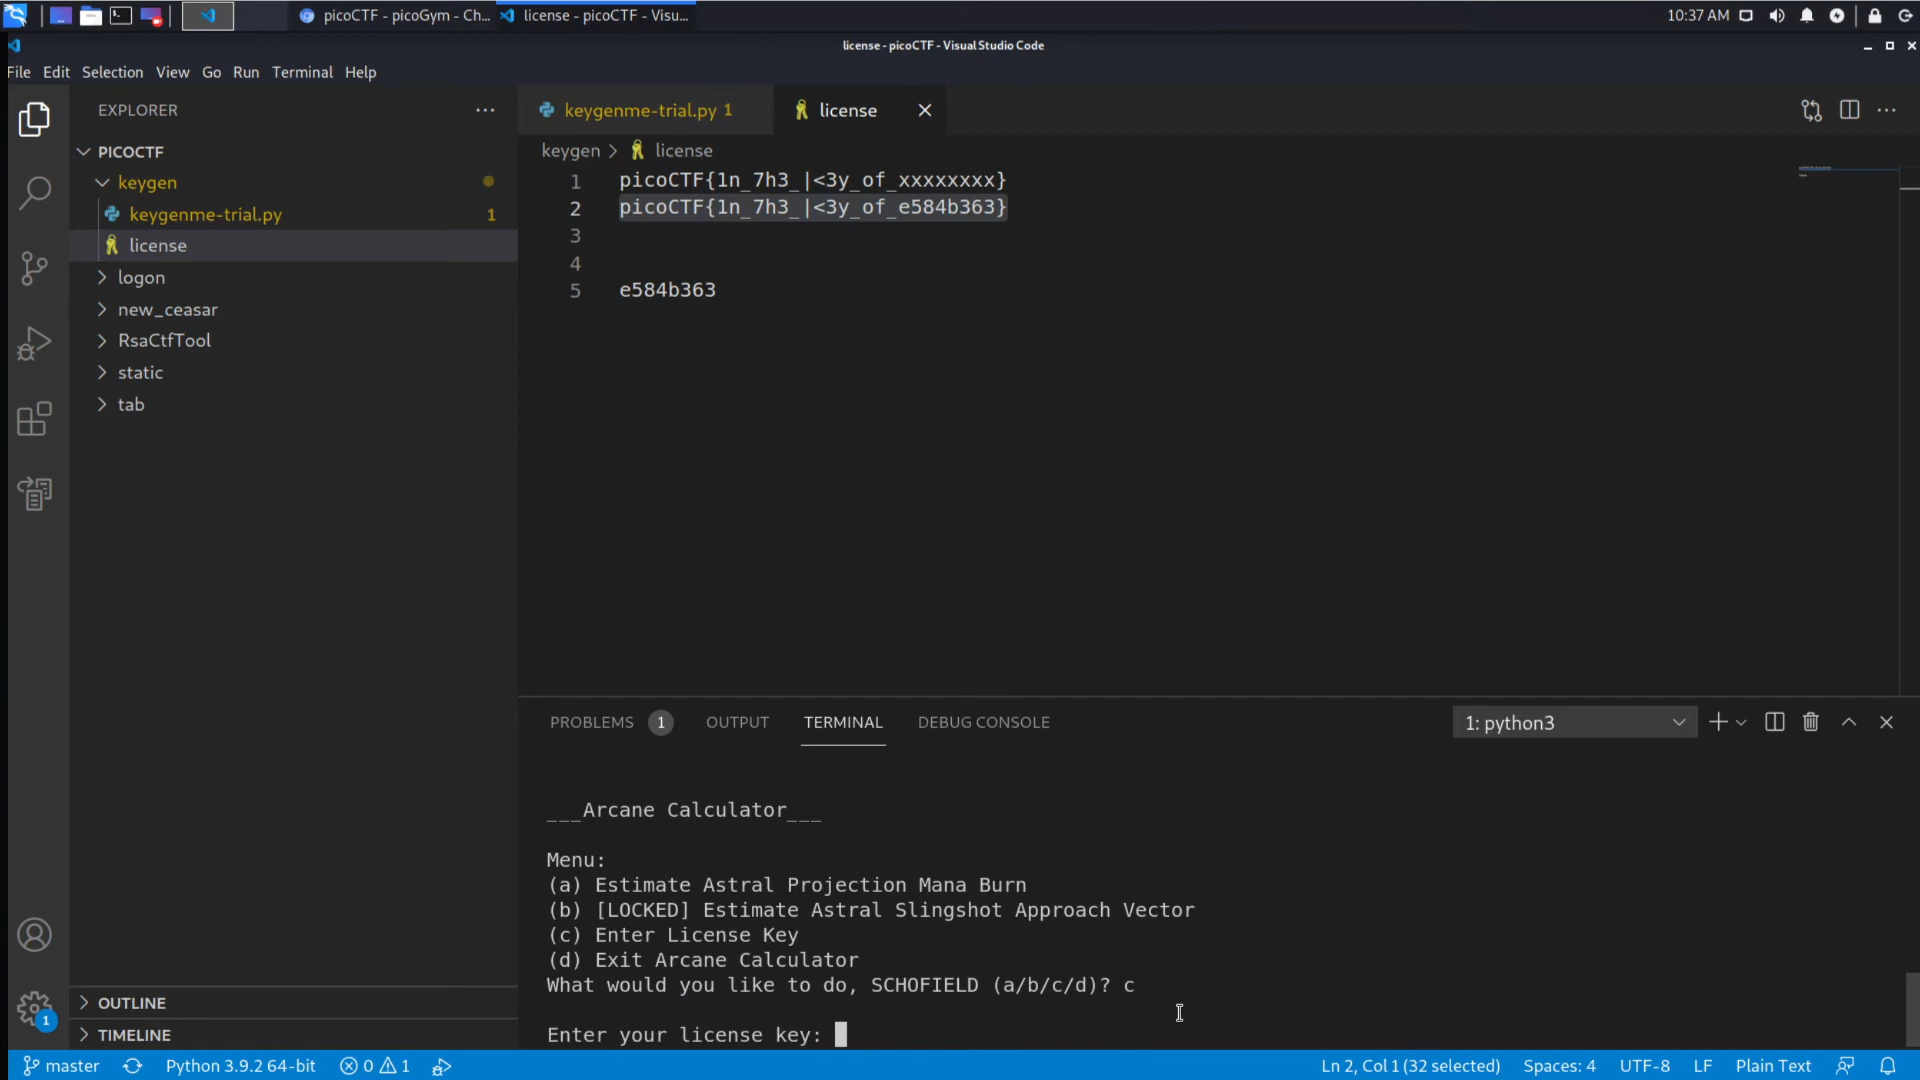 picoCTF - picoGym - Ch...
license - picoCTF - Visu...
10:37 AM
license - picoCTF - Visual Studio Code
File Edit Selection View Go Run Terminal Help
EXPLORER
PICOCTF
keygen
keygenme-trial.py 1
license
logon
new_ceasar
RsaCtfTool
static
tab
OUTLINE
TIMELINE
1
keygenme-trial.py 1
license
keygen > license
1 picoCTF{1n_7h3_|<3y_of_xxxxxxxx}
2 picoCTF{1n_7h3_|<3y_of_e584b363}
3
4
5 e584b363
PROBLEMS 1 OUTPUT TERMINAL DEBUG CONSOLE
1: python3
___Arcane Calculator___
Menu:
(a) Estimate Astral Projection Mana Burn
(b) [LOCKED] Estimate Astral Slingshot Approach Vector
(c) Enter License Key
(d) Exit Arcane Calculator
What would you like to do, SCHOFIELD (a/b/c/d)? c
Enter your license key:
master Python 3.9.2 64-bit 0 1 Ln 2, Col 1 (32 selected) Spaces: 4 UTF-8 LF Plain Text